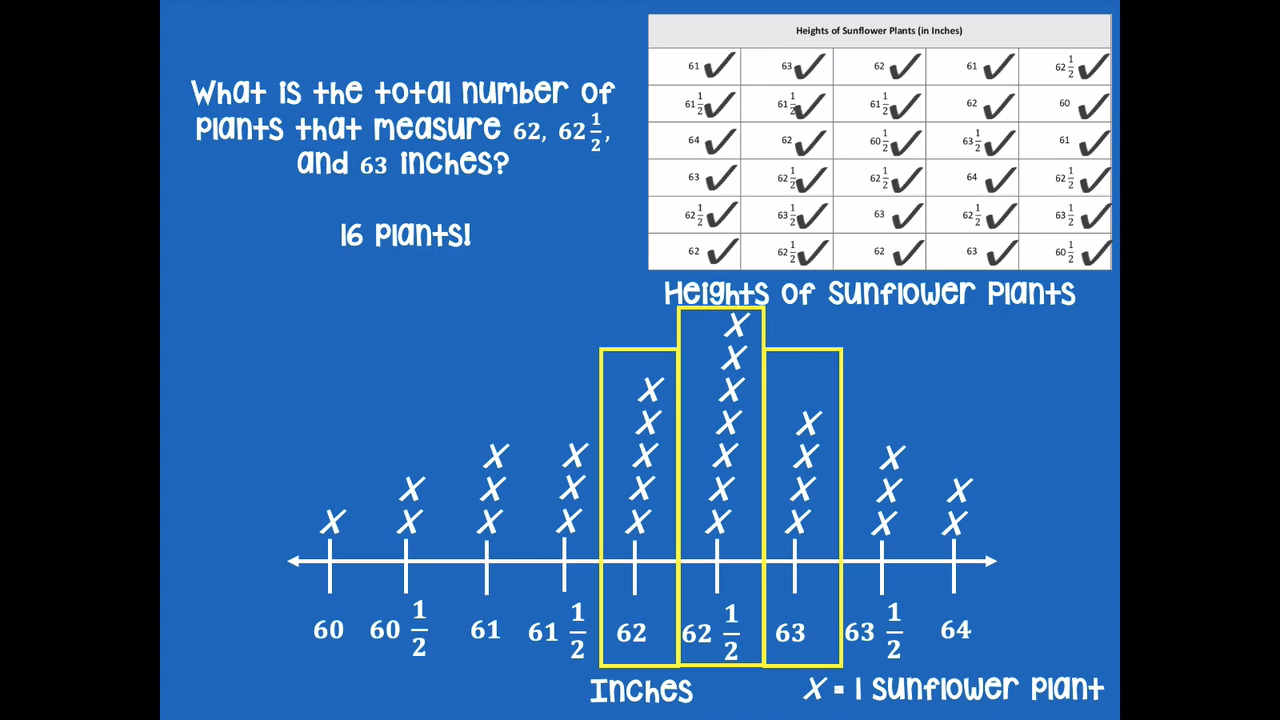 What is the total number of
plants that measure 62, 62 1/2,
and 63 inches?
16 plants!
Heights of Sunflower Plants (in Inches)
61 ✓ 63 ✓ 62 ✓ 61 ✓ 62 1/2 ✓
61 1/2 ✓ 61 1/2 ✓ 61 1/2 ✓ 62 ✓ 60 ✓
64 ✓ 62 ✓ 60 1/2 ✓ 63 1/2 ✓ 61 ✓
63 ✓ 62 1/2 ✓ 62 1/2 ✓ 64 ✓ 62 1/2 ✓
62 1/2 ✓ 63 1/2 ✓ 63 ✓ 62 1/2 ✓ 63 1/2 ✓
62 ✓ 62 1/2 ✓ 62 ✓ 63 ✓ 60 1/2 ✓
Heights of Sunflower Plants
X
X
X X
X X X
X X X X X X
X X X X X X X X
X X X X X X X X X
60 60 1/2 61 61 1/2 62 62 1/2 63 63 1/2 64
Inches
X = 1 sunflower plant